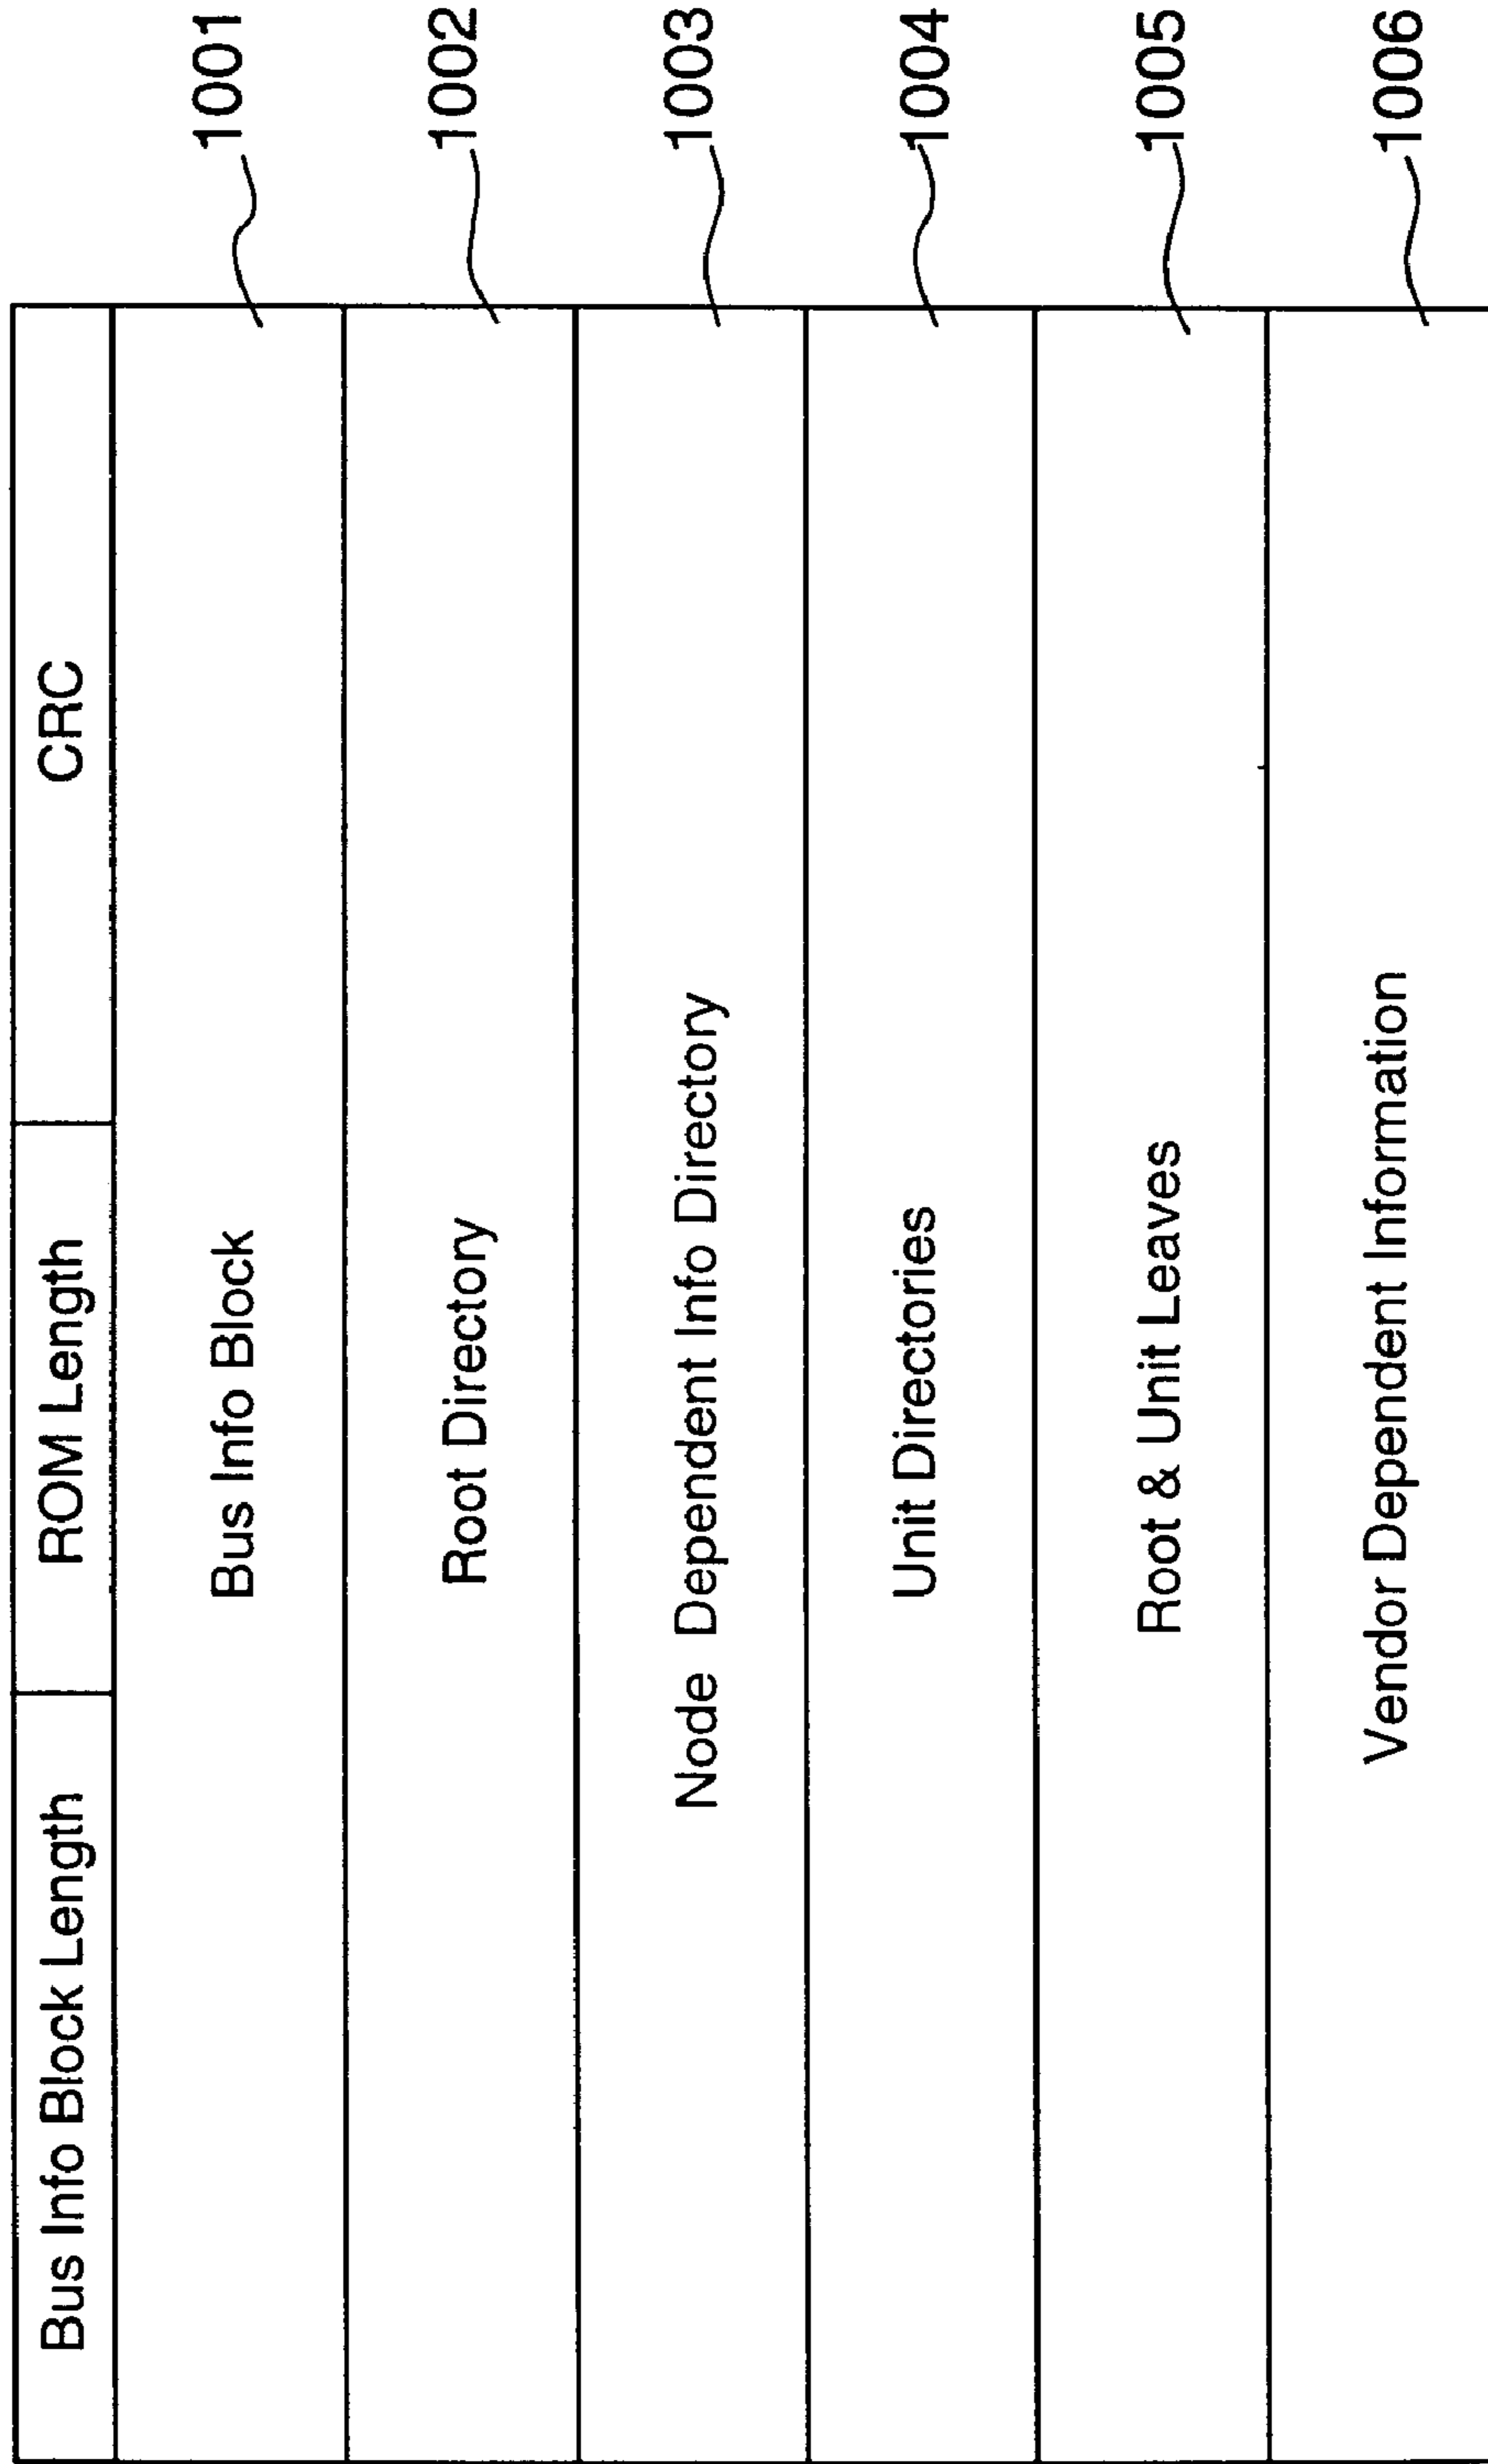 Bus Info Block Length ROM Length CRC
Bus Info Block 1001
Root Directory 1002
Node Dependent Info Directory 1003
Unit Directories 1004
Root & Unit Leaves 1005
Vendor Dependent Information 1006